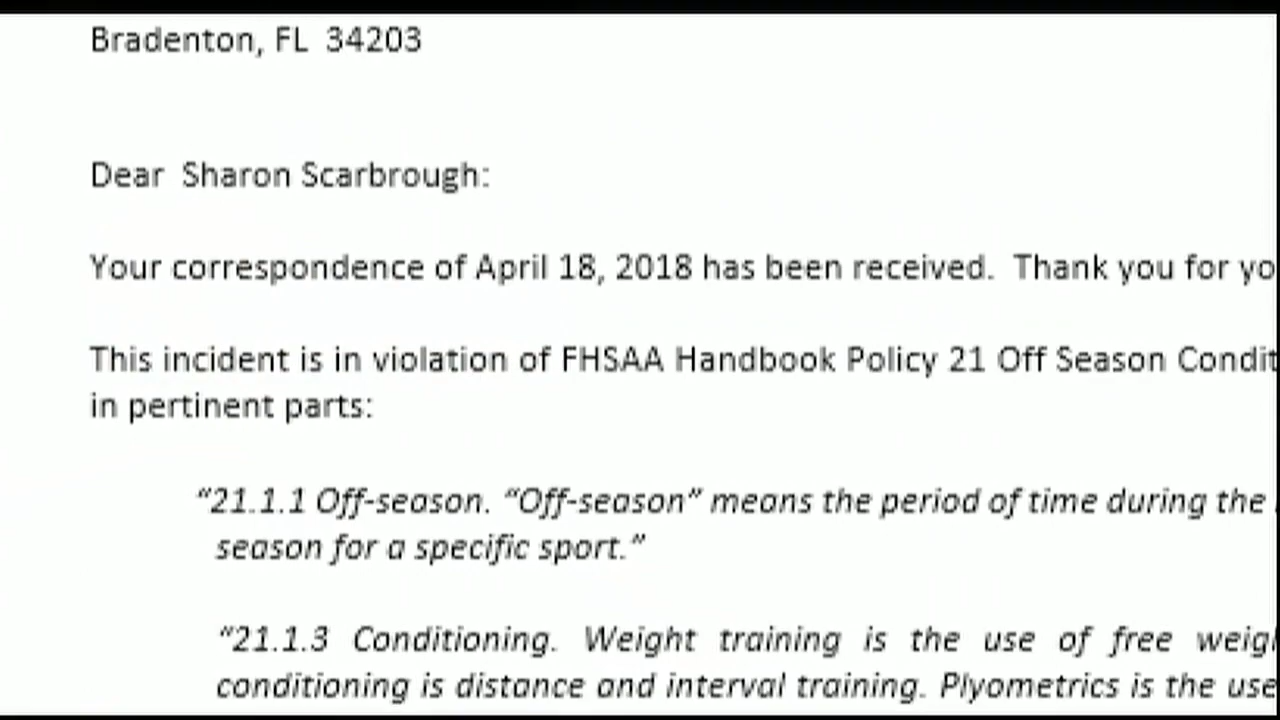 Bradenton, FL  34203
Dear  Sharon Scarbrough:
Your correspondence of April 18, 2018 has been received.  Thank you for yo
This incident is in violation of FHSAA Handbook Policy 21 Off Season Condit
in pertinent parts:
“21.1.1 Off-season. “Off-season” means the period of time during the
season for a specific sport.”
“21.1.3 Conditioning. Weight training is the use of free weig
conditioning is distance and interval training. Plyometrics is the use